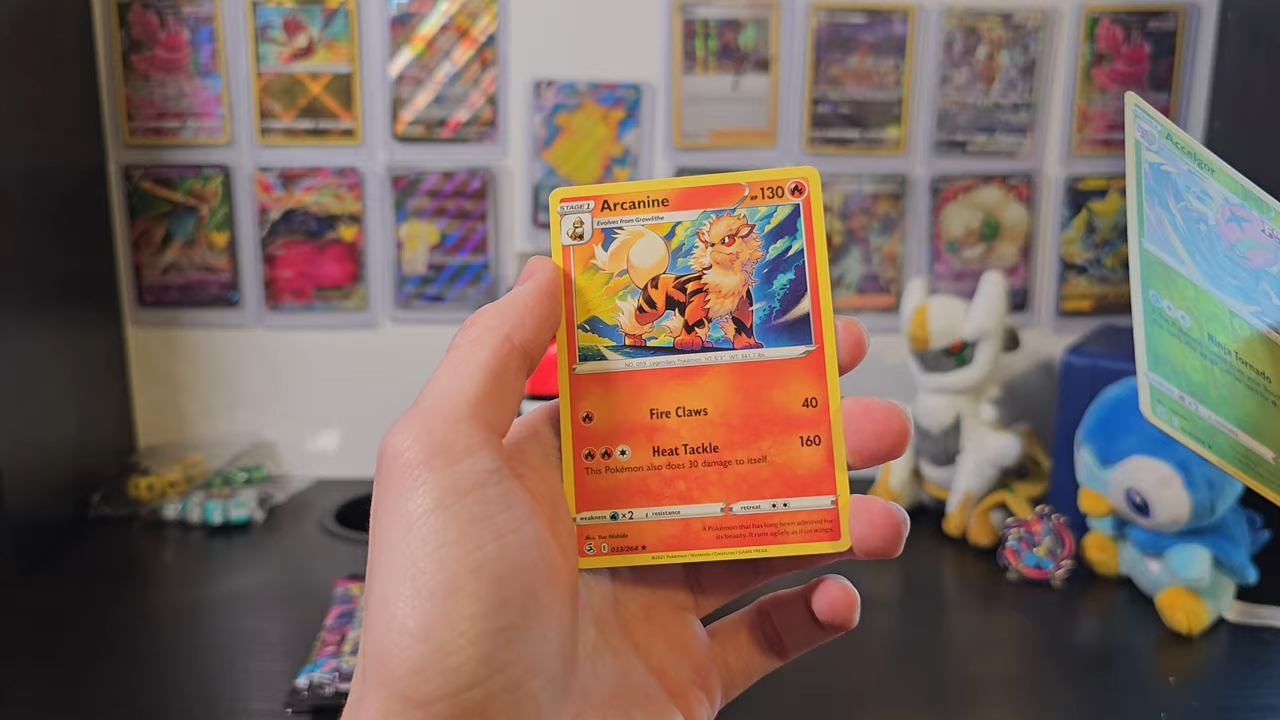 STAGE 1 Arcanine HP 130
Evolves from Growlithe
NO. 059 Legendary Pokémon HT: 6'3" WT: 341.7 lbs
Fire Claws 40
Heat Tackle 160
This Pokémon also does 30 damage to itself.
weakness ×2 resistance retreat
A Pokémon that has long been admired for
its beauty. It runs agilely as if on wings.
Illus. You Nishida
033/264 ★
©2021 Pokémon / Nintendo / Creatures / GAME FREAK
Accelgor
Ninja Tornado